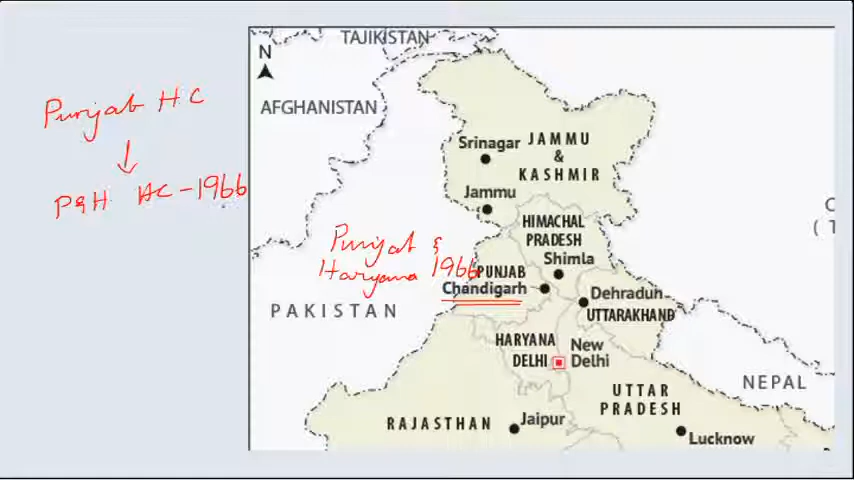 Punjab H.C
↓
P&H HC - 1966
N
TAJIKISTAN
AFGHANISTAN
Srinagar
JAMMU
&
KASHMIR
Jammu
HIMACHAL
PRADESH
Shimla
Punjab &
Haryana 1966
PUNJAB
Chandigarh
Dehradun
UTTARAKHAND
PAKISTAN
HARYANA
DELHI
New
Delhi
NEPAL
UTTAR
PRADESH
RAJASTHAN
Jaipur
Lucknow